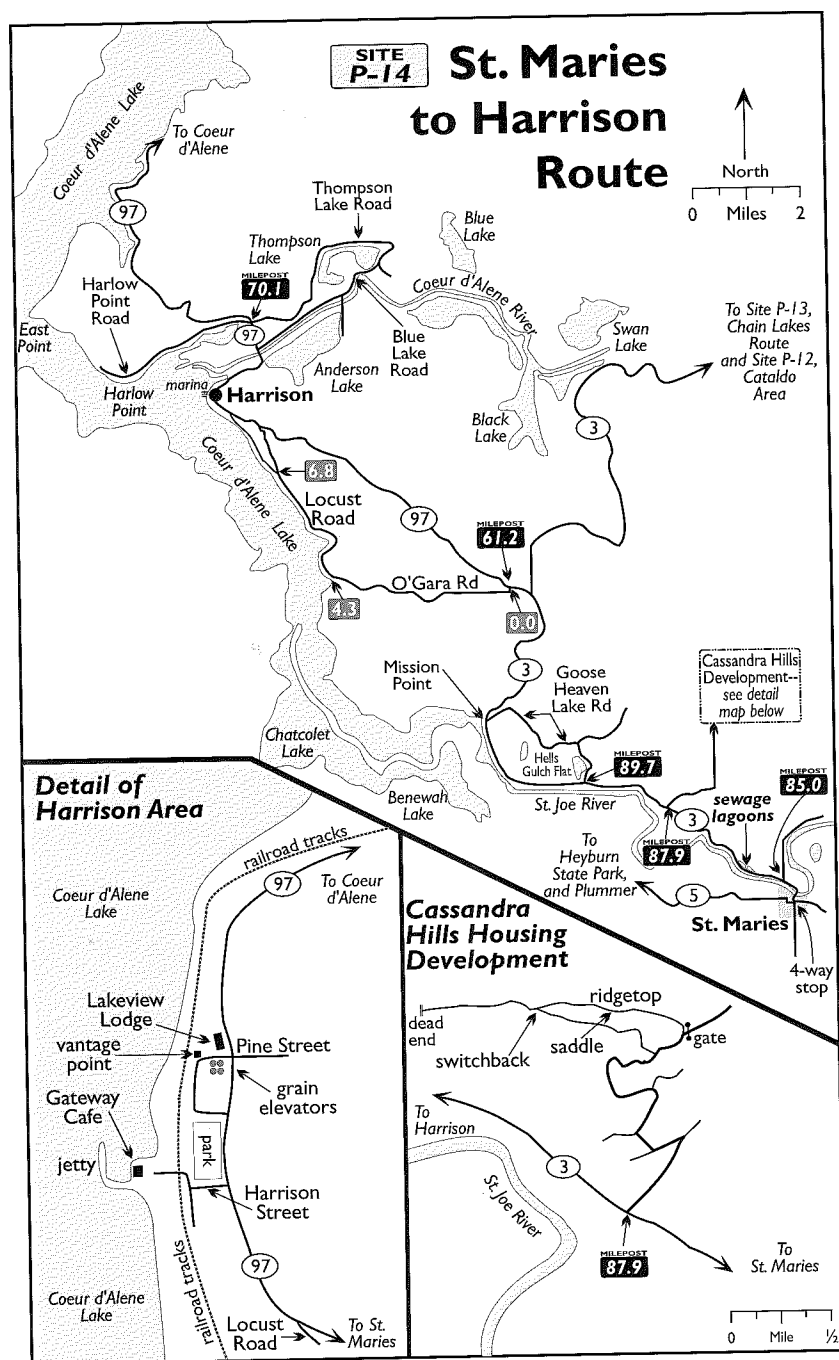 SITE
P-14
St. Maries
to Harrison
Route
North
0 Miles 2
Coeur d'Alene Lake
To Coeur
d'Alene
97
Thompson
Lake Road
Thompson
Lake
Blue
Lake
MILEPOST
70.1
Harlow
Point
Road
97
Coeur d'Alene River
East
Point
Blue
Lake
Road
Swan
Lake
To Site P-13,
Chain Lakes
Route
and Site P-12,
Cataldo
Area
Anderson
Lake
marina
Harrison
Harlow
Point
Black
Lake
3
Coeur d'Alene Lake
6.8
Locust
Road
97
MILEPOST
61.2
O'Gara Rd
4.3
0.0
3
Mission
Point
Goose
Heaven
Lake Rd
Cassandra Hills
Development--
see detail
map below
Chatcolet
Lake
Hells
Gulch Flat
MILEPOST
89.7
MILEPOST
85.0
Benewah
Lake
St. Joe River
3
sewage
lagoons
MILEPOST
87.9
To
Heyburn
State Park,
and Plummer
5
St. Maries
4-way
stop
Detail of
Harrison Area
railroad tracks
97
To Coeur
d'Alene
Coeur d'Alene
Lake
Lakeview
Lodge
vantage
point
Pine Street
grain
elevators
Gateway
Cafe
park
jetty
Harrison
Street
97
railroad tracks
Coeur d'Alene
Lake
Locust
Road
To St.
Maries
Cassandra
Hills Housing
Development
ridgetop
dead
end
saddle
gate
switchback
To
Harrison
3
St. Joe River
MILEPOST
87.9
To
St. Maries
0 Mile ½